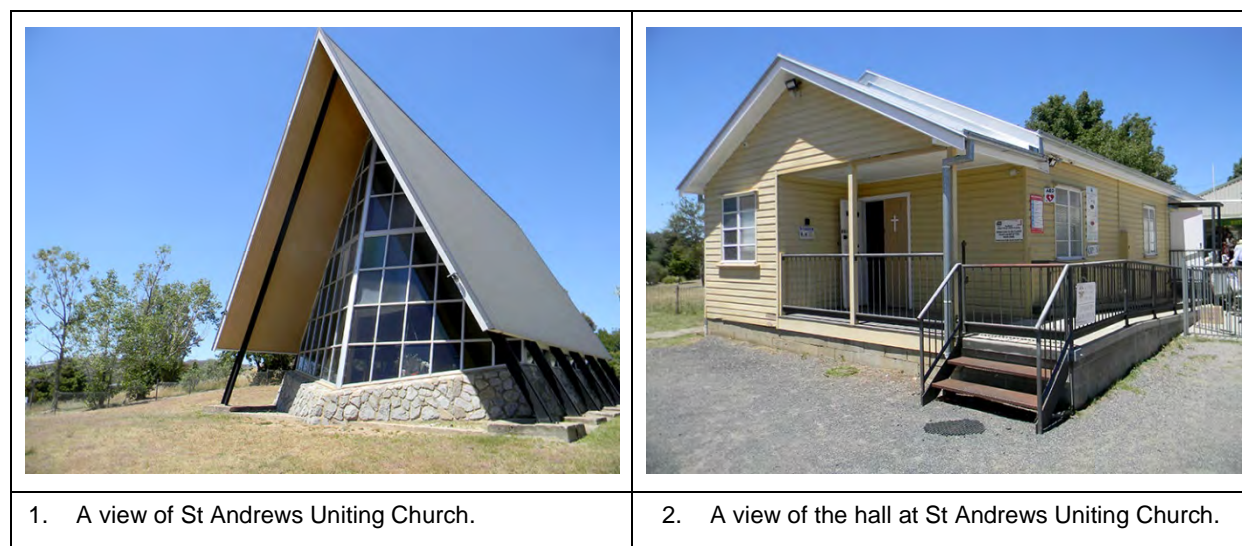 1. A view of St Andrews Uniting Church.
2. A view of the hall at St Andrews Uniting Church.